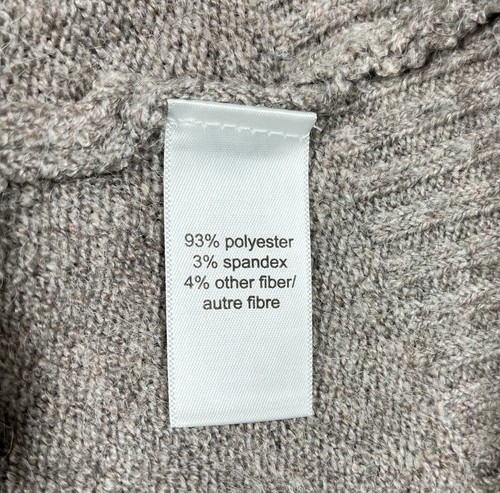 93% polyester
3% spandex
4% other fiber/
autre fibre